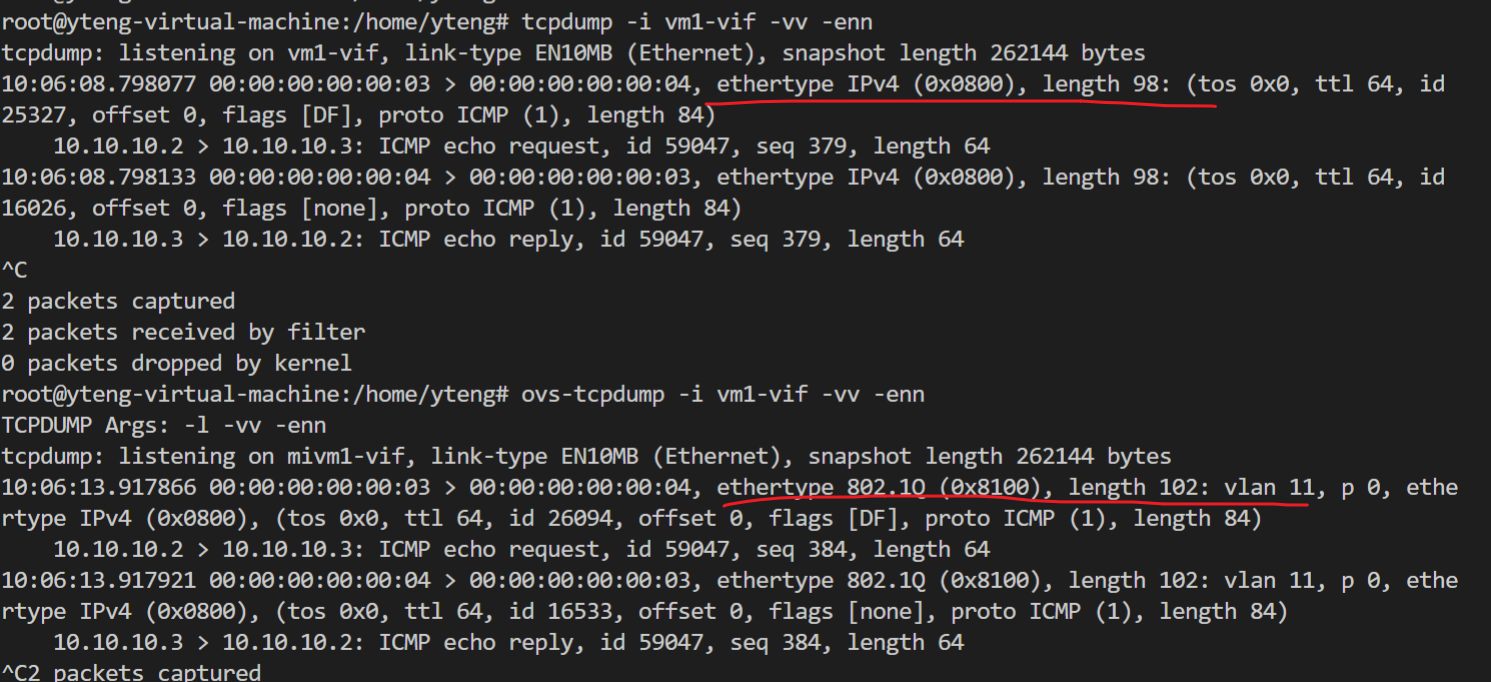 root@yteng-virtual-machine:/home/yteng# tcpdump -i vm1-vif -vv -enn
tcpdump: listening on vm1-vif, link-type EN10MB (Ethernet), snapshot length 262144 bytes
10:06:08.798077 00:00:00:00:00:03 > 00:00:00:00:00:04, ethertype IPv4 (0x0800), length 98: (tos 0x0, ttl 64, id
25327, offset 0, flags [DF], proto ICMP (1), length 84)
    10.10.10.2 > 10.10.10.3: ICMP echo request, id 59047, seq 379, length 64
10:06:08.798133 00:00:00:00:00:04 > 00:00:00:00:00:03, ethertype IPv4 (0x0800), length 98: (tos 0x0, ttl 64, id
16026, offset 0, flags [none], proto ICMP (1), length 84)
    10.10.10.3 > 10.10.10.2: ICMP echo reply, id 59047, seq 379, length 64
^C
2 packets captured
2 packets received by filter
0 packets dropped by kernel
root@yteng-virtual-machine:/home/yteng# ovs-tcpdump -i vm1-vif -vv -enn
TCPDUMP Args: -l -vv -enn
tcpdump: listening on mivm1-vif, link-type EN10MB (Ethernet), snapshot length 262144 bytes
10:06:13.917866 00:00:00:00:00:03 > 00:00:00:00:00:04, ethertype 802.1Q (0x8100), length 102: vlan 11, p 0, ethe
rtype IPv4 (0x0800), (tos 0x0, ttl 64, id 26094, offset 0, flags [DF], proto ICMP (1), length 84)
    10.10.10.2 > 10.10.10.3: ICMP echo request, id 59047, seq 384, length 64
10:06:13.917921 00:00:00:00:00:04 > 00:00:00:00:00:03, ethertype 802.1Q (0x8100), length 102: vlan 11, p 0, ethe
rtype IPv4 (0x0800), (tos 0x0, ttl 64, id 16533, offset 0, flags [none], proto ICMP (1), length 84)
    10.10.10.3 > 10.10.10.2: ICMP echo reply, id 59047, seq 384, length 64
^C2 packets captured